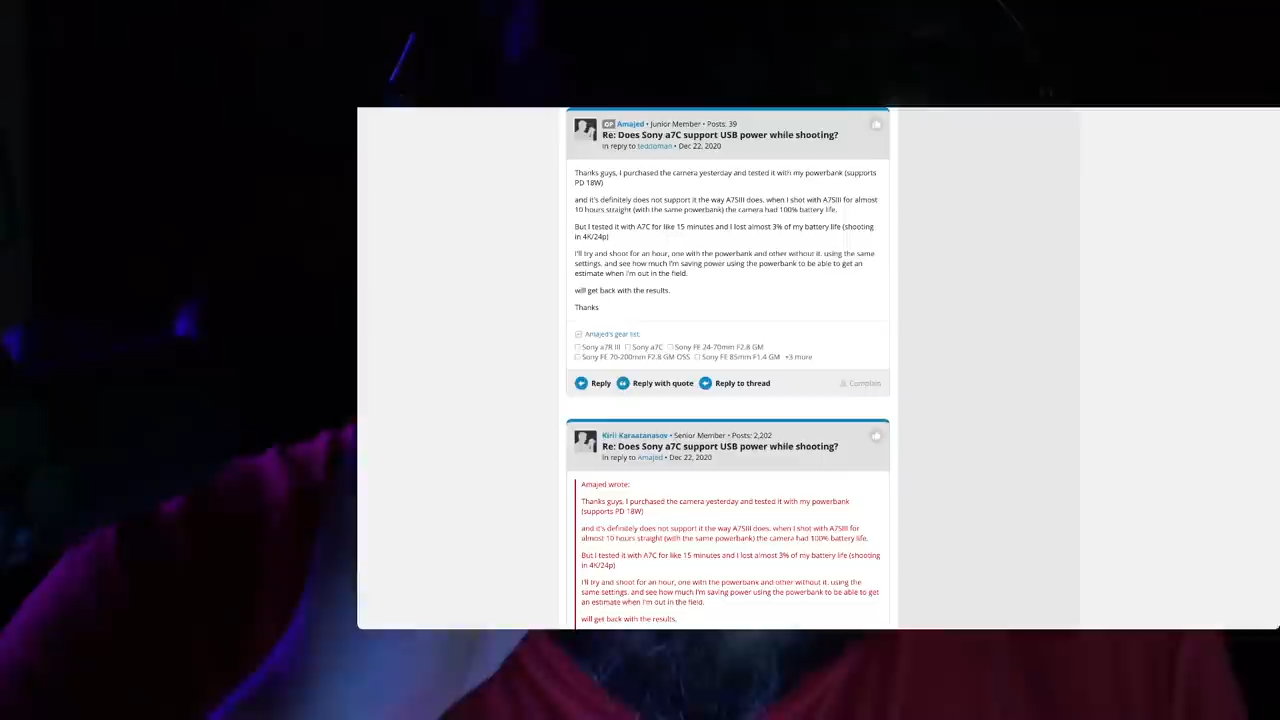 OP Amajed • Junior Member • Posts: 39
Re: Does Sony a7C support USB power while shooting?
In reply to teddoman • Dec 22, 2020
Thanks guys, I purchased the camera yesterday and tested it with my powerbank (supports
PD 18W)
and it's definitely does not support it the way A7SIII does. when I shot with A7SIII for almost
10 hours straight (with the same powerbank) the camera had 100% battery life.
But I tested it with A7C for like 15 minutes and I lost almost 3% of my battery life (shooting
in 4K/24p)
I'll try and shoot for an hour, one with the powerbank and other without it. using the same
settings. and see how much I'm saving power using the powerbank to be able to get an
estimate when i'm out in the field.
will get back with the results.
Thanks
Amajed's gear list:
Sony a7R III Sony a7C Sony FE 24-70mm F2.8 GM
Sony FE 70-200mm F2.8 GM OSS Sony FE 85mm F1.4 GM +3 more
Reply Reply with quote Reply to thread Complain
Kirii Karaatanasov • Senior Member • Posts: 2,202
Re: Does Sony a7C support USB power while shooting?
In reply to Amajed • Dec 22, 2020
Amajed wrote:
Thanks guys, I purchased the camera yesterday and tested it with my powerbank
(supports PD 18W)
and it's definitely does not support it the way A7SIII does. when I shot with A7SIII for
almost 10 hours straight (with the same powerbank) the camera had 100% battery life.
But I tested it with A7C for like 15 minutes and I lost almost 3% of my battery life (shooting
in 4K/24p)
I'll try and shoot for an hour, one with the powerbank and other without it. using the
same settings. and see how much I'm saving power using the powerbank to be able to get
an estimate when i'm out in the field.
will get back with the results.